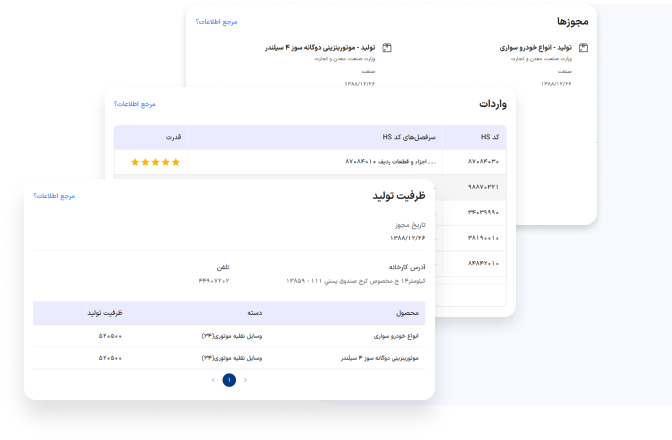 مجوزها
مرجع اطلاعات؟
تولید - انواع خودرو سواری
وزارت صنعت، معدن و تجارت
صنعت
۱۳۸۸/۱۲/۲۶
تولید - موتوربنزینی دوگانه سوز ۴ سیلندر
وزارت صنعت، معدن و تجارت
صنعت
۱۳۸۸/۱۲/۲۶
واردات
مرجع اطلاعات؟
کد HS سرفصل‌های کد HS قدرت
۸۷۰۸۴۰۳۰ ... اجزاء و قطعات ردیف ۸۷۰۸۴۰۱۰
۹۸۸۷۰۲۲۱
۳۴۰۳۹۹۹۰
۳۸۱۹۰۰۱۰
۸۴۸۴۲۰۱۰
ظرفیت تولید
مرجع اطلاعات؟
تاریخ مجوز
۱۳۸۸/۱۲/۲۶
آدرس کارخانه تلفن
کیلومتر۱۴ ج مخصوص کرج صندوق پستي ۱۱۱ - ۱۳۸۵۹ ۴۴۹۰۷۲۰۲
محصول دسته ظرفیت تولید
انواع خودرو سواری وسایل نقلیه موتوری(۳۴) ۵۲۰۵۰۰
موتوربنزینی دوگانه سوز ۴ سیلندر وسایل نقلیه موتوری(۳۴) ۵۲۰۵۰۰
۱